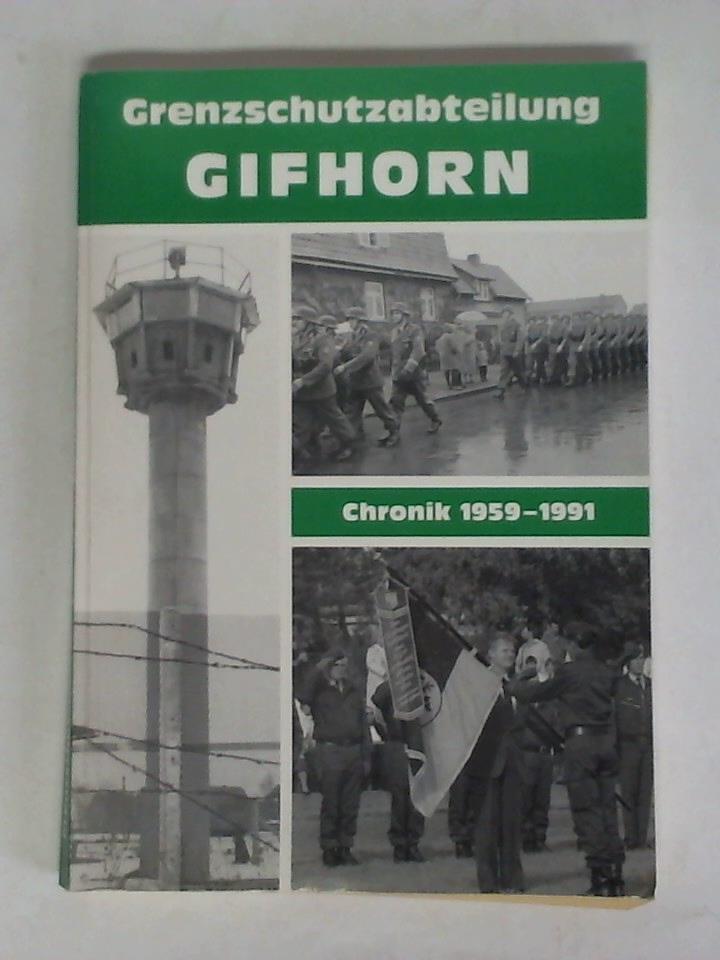 Grenzschutzabteilung
GIFHORN
Chronik 1959–1991